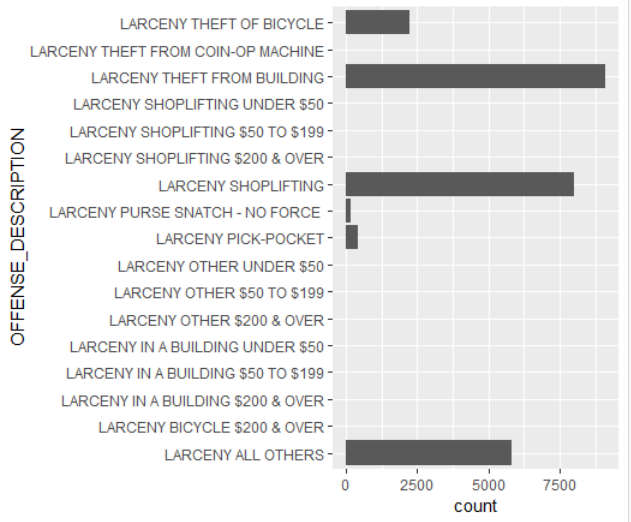 OFFENSE_DESCRIPTION
LARCENY THEFT OF BICYCLE
LARCENY THEFT FROM COIN-OP MACHINE
LARCENY THEFT FROM BUILDING
LARCENY SHOPLIFTING UNDER $50
LARCENY SHOPLIFTING $50 TO $199
LARCENY SHOPLIFTING $200 & OVER
LARCENY SHOPLIFTING
LARCENY PURSE SNATCH - NO FORCE
LARCENY PICK-POCKET
LARCENY OTHER UNDER $50
LARCENY OTHER $50 TO $199
LARCENY OTHER $200 & OVER
LARCENY IN A BUILDING UNDER $50
LARCENY IN A BUILDING $50 TO $199
LARCENY IN A BUILDING $200 & OVER
LARCENY BICYCLE $200 & OVER
LARCENY ALL OTHERS
0 2500 5000 7500
count